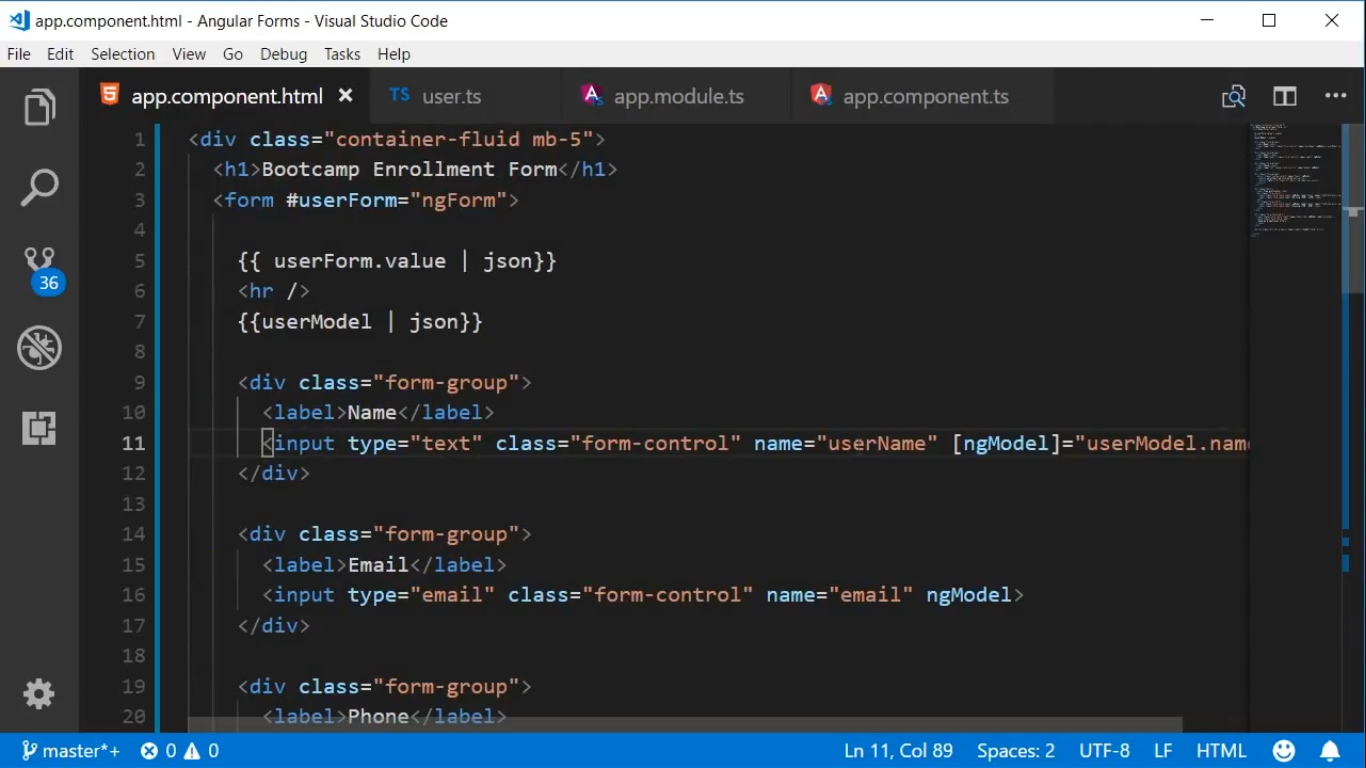 app.component.html - Angular Forms - Visual Studio Code
File Edit Selection View Go Debug Tasks Help
app.component.html TS user.ts app.module.ts app.component.ts
1 <div class="container-fluid mb-5">
2 <h1>Bootcamp Enrollment Form</h1>
3 <form #userForm="ngForm">
4
5 {{ userForm.value | json}}
6 <hr />
7 {{userModel | json}}
8
9 <div class="form-group">
10 <label>Name</label>
11 <input type="text" class="form-control" name="userName" [ngModel]="userModel.name
12 </div>
13
14 <div class="form-group">
15 <label>Email</label>
16 <input type="email" class="form-control" name="email" ngModel>
17 </div>
18
19 <div class="form-group">
20 <label>Phone</label>
36
master*+ 0 0 Ln 11, Col 89 Spaces: 2 UTF-8 LF HTML